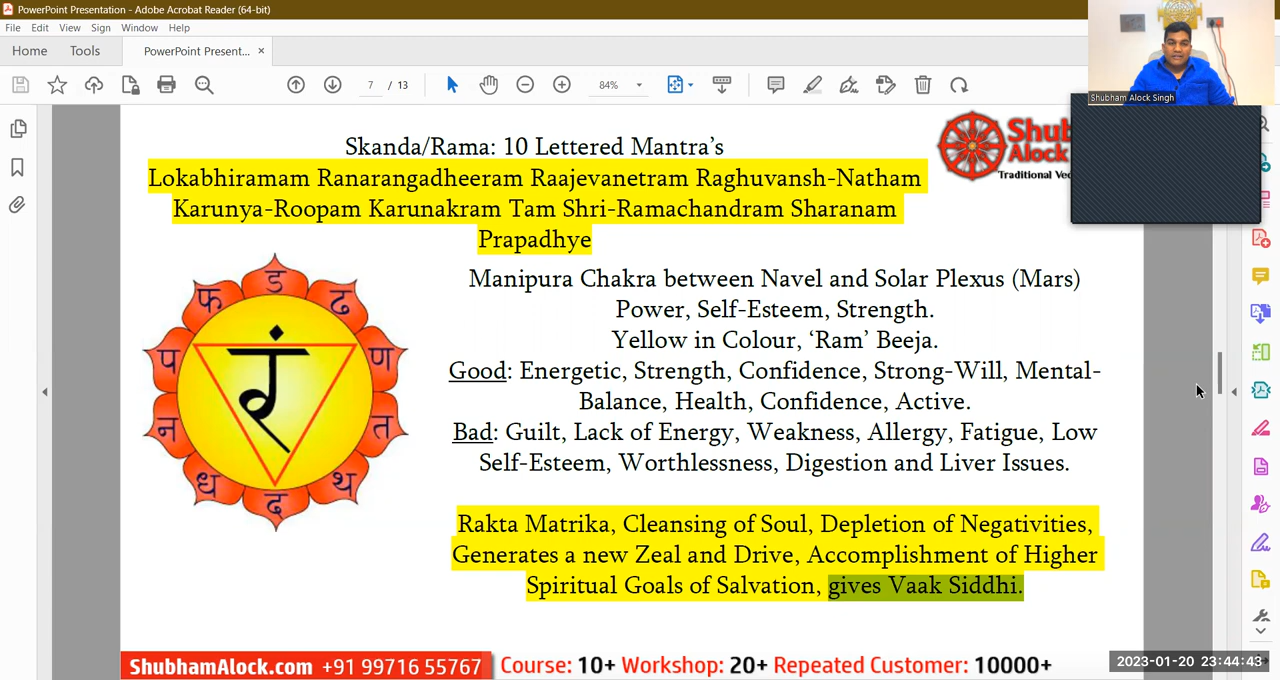 PowerPoint Presentation - Adobe Acrobat Reader (64-bit)
File Edit View Sign Window Help
Home Tools PowerPoint Present... ×
7 / 13 84%
Shubham Alock Singh
Skanda/Rama: 10 Lettered Mantra’s
Shub
Alock
Traditional Ved
Lokabhiramam Ranarangadheeram Raajevanetram Raghuvansh-Natham
Karunya-Roopam Karunakram Tam Shri-Ramachandram Sharanam
Prapadhye
Manipura Chakra between Navel and Solar Plexus (Mars)
Power, Self-Esteem, Strength.
Yellow in Colour, ‘Ram’ Beeja.
Good: Energetic, Strength, Confidence, Strong-Will, Mental-
Balance, Health, Confidence, Active.
Bad: Guilt, Lack of Energy, Weakness, Allergy, Fatigue, Low
Self-Esteem, Worthlessness, Digestion and Liver Issues.
ड
फ ढ
प ण
रं
न त
ध थ
द
Rakta Matrika, Cleansing of Soul, Depletion of Negativities,
Generates a new Zeal and Drive, Accomplishment of Higher
Spiritual Goals of Salvation, gives Vaak Siddhi.
ShubhamAlock.com +91 99716 55767 Course: 10+ Workshop: 20+ Repeated Customer: 10000+
2023-01-20 23:44:43